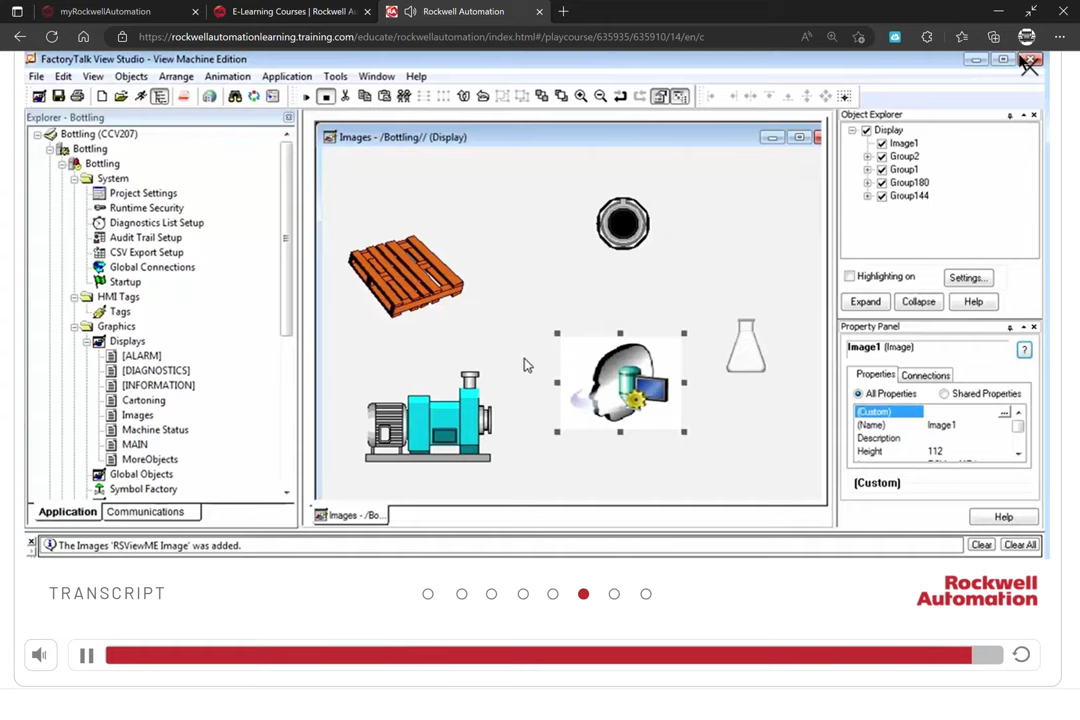 myRockwellAutomation
E-Learning Courses | Rockwell Au
Rockwell Automation
https://rockwellautomationlearning.training.com/educate/rockwellautomation/index.html#/playcourse/635935/635910/14/en/c
FactoryTalk View Studio - View Machine Edition
File Edit View Objects Arrange Animation Application Tools Window Help
Explorer - Bottling
Bottling (CCV207)
Bottling
Bottling
System
Project Settings
Runtime Security
Diagnostics List Setup
Audit Trail Setup
CSV Export Setup
Global Connections
Startup
HMI Tags
Tags
Graphics
Displays
[ALARM]
[DIAGNOSTICS]
[INFORMATION]
Cartoning
Images
Machine Status
MAIN
MoreObjects
Global Objects
Symbol Factory
Application Communications
Images - /Bottling// (Display)
Images - /Bo...
Object Explorer
Display
Image1
Group2
Group1
Group180
Group144
Highlighting on Settings...
Expand Collapse Help
Property Panel
Image1 (Image)
Properties Connections
All Properties Shared Properties
(Custom)
(Name) Image1
Description
Height 112
(Custom)
Help
The Images 'RSViewME Image' was added.
Clear Clear All
TRANSCRIPT
Rockwell
Automation